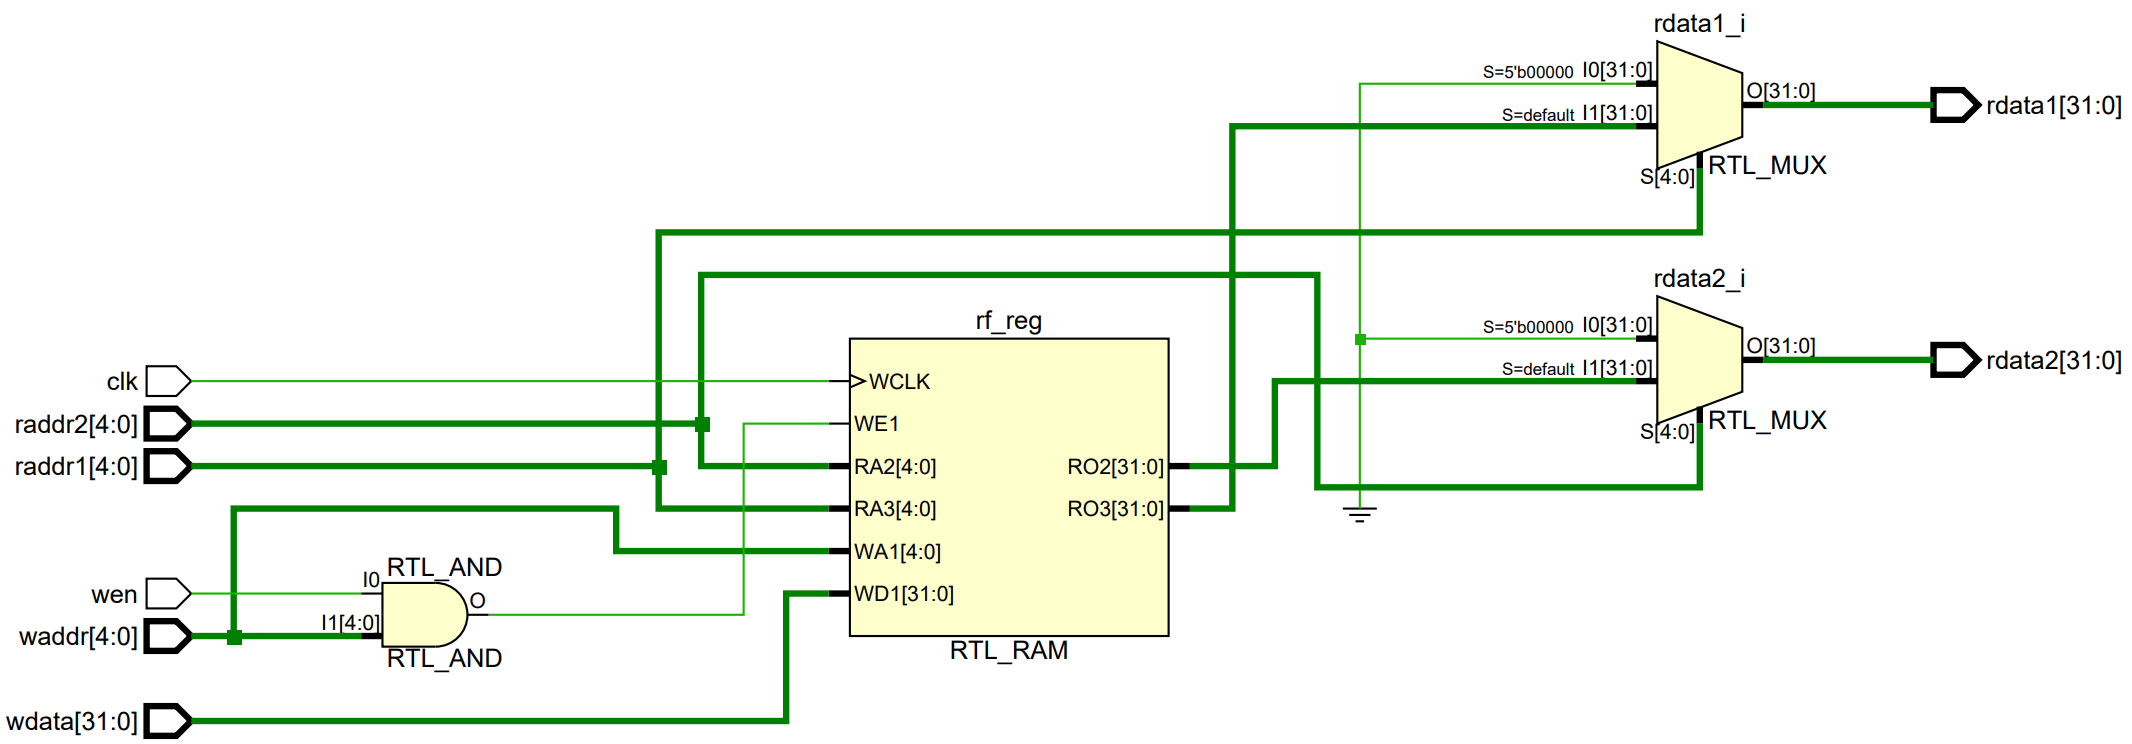 rdata1_i
S=5'b00000 I0[31:0]
S=default I1[31:0]
O[31:0]
rdata1[31:0]
S[4:0]
RTL_MUX
rdata2_i
S=5'b00000 I0[31:0]
S=default I1[31:0]
O[31:0]
rdata2[31:0]
S[4:0]
RTL_MUX
rf_reg
clk
raddr2[4:0]
raddr1[4:0]
WCLK
WE1
RA2[4:0]
RA3[4:0]
WA1[4:0]
WD1[31:0]
RO2[31:0]
RO3[31:0]
RTL_RAM
RTL_AND
wen
I0
O
waddr[4:0]
I1[4:0]
RTL_AND
wdata[31:0]